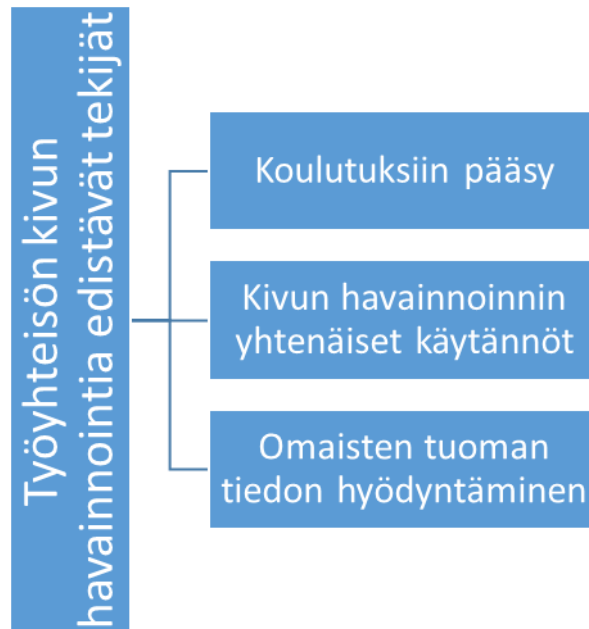 Työyhteisön kivun
havainnointia edistävät tekijät
Koulutuksiin pääsy
Kivun havainnoinnin
yhtenäiset käytännöt
Omaisten tuoman
tiedon hyödyntäminen